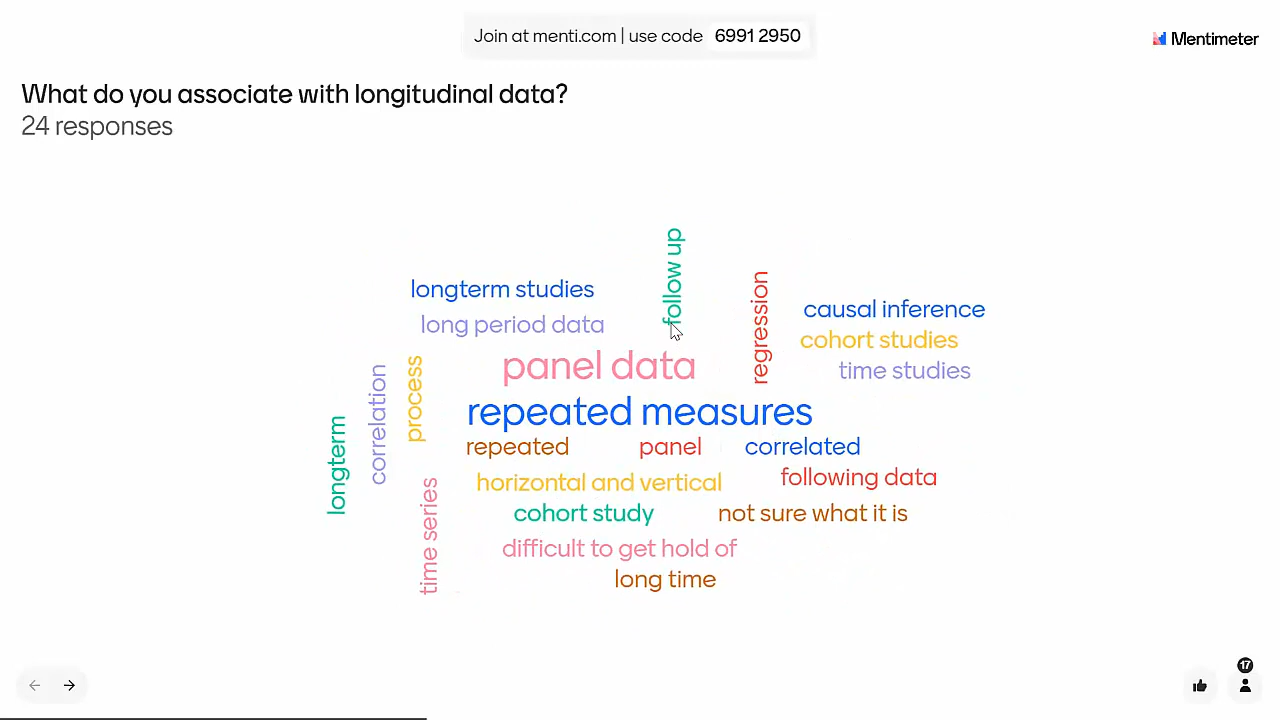 Join at menti.com | use code 6991 2950
Mentimeter
What do you associate with longitudinal data?
24 responses
follow up
longterm studies
regression
causal inference
long period data
cohort studies
panel data
time studies
process
correlation
repeated measures
longterm
repeated
panel
correlated
horizontal and vertical
following data
time series
cohort study
not sure what it is
difficult to get hold of
long time
17